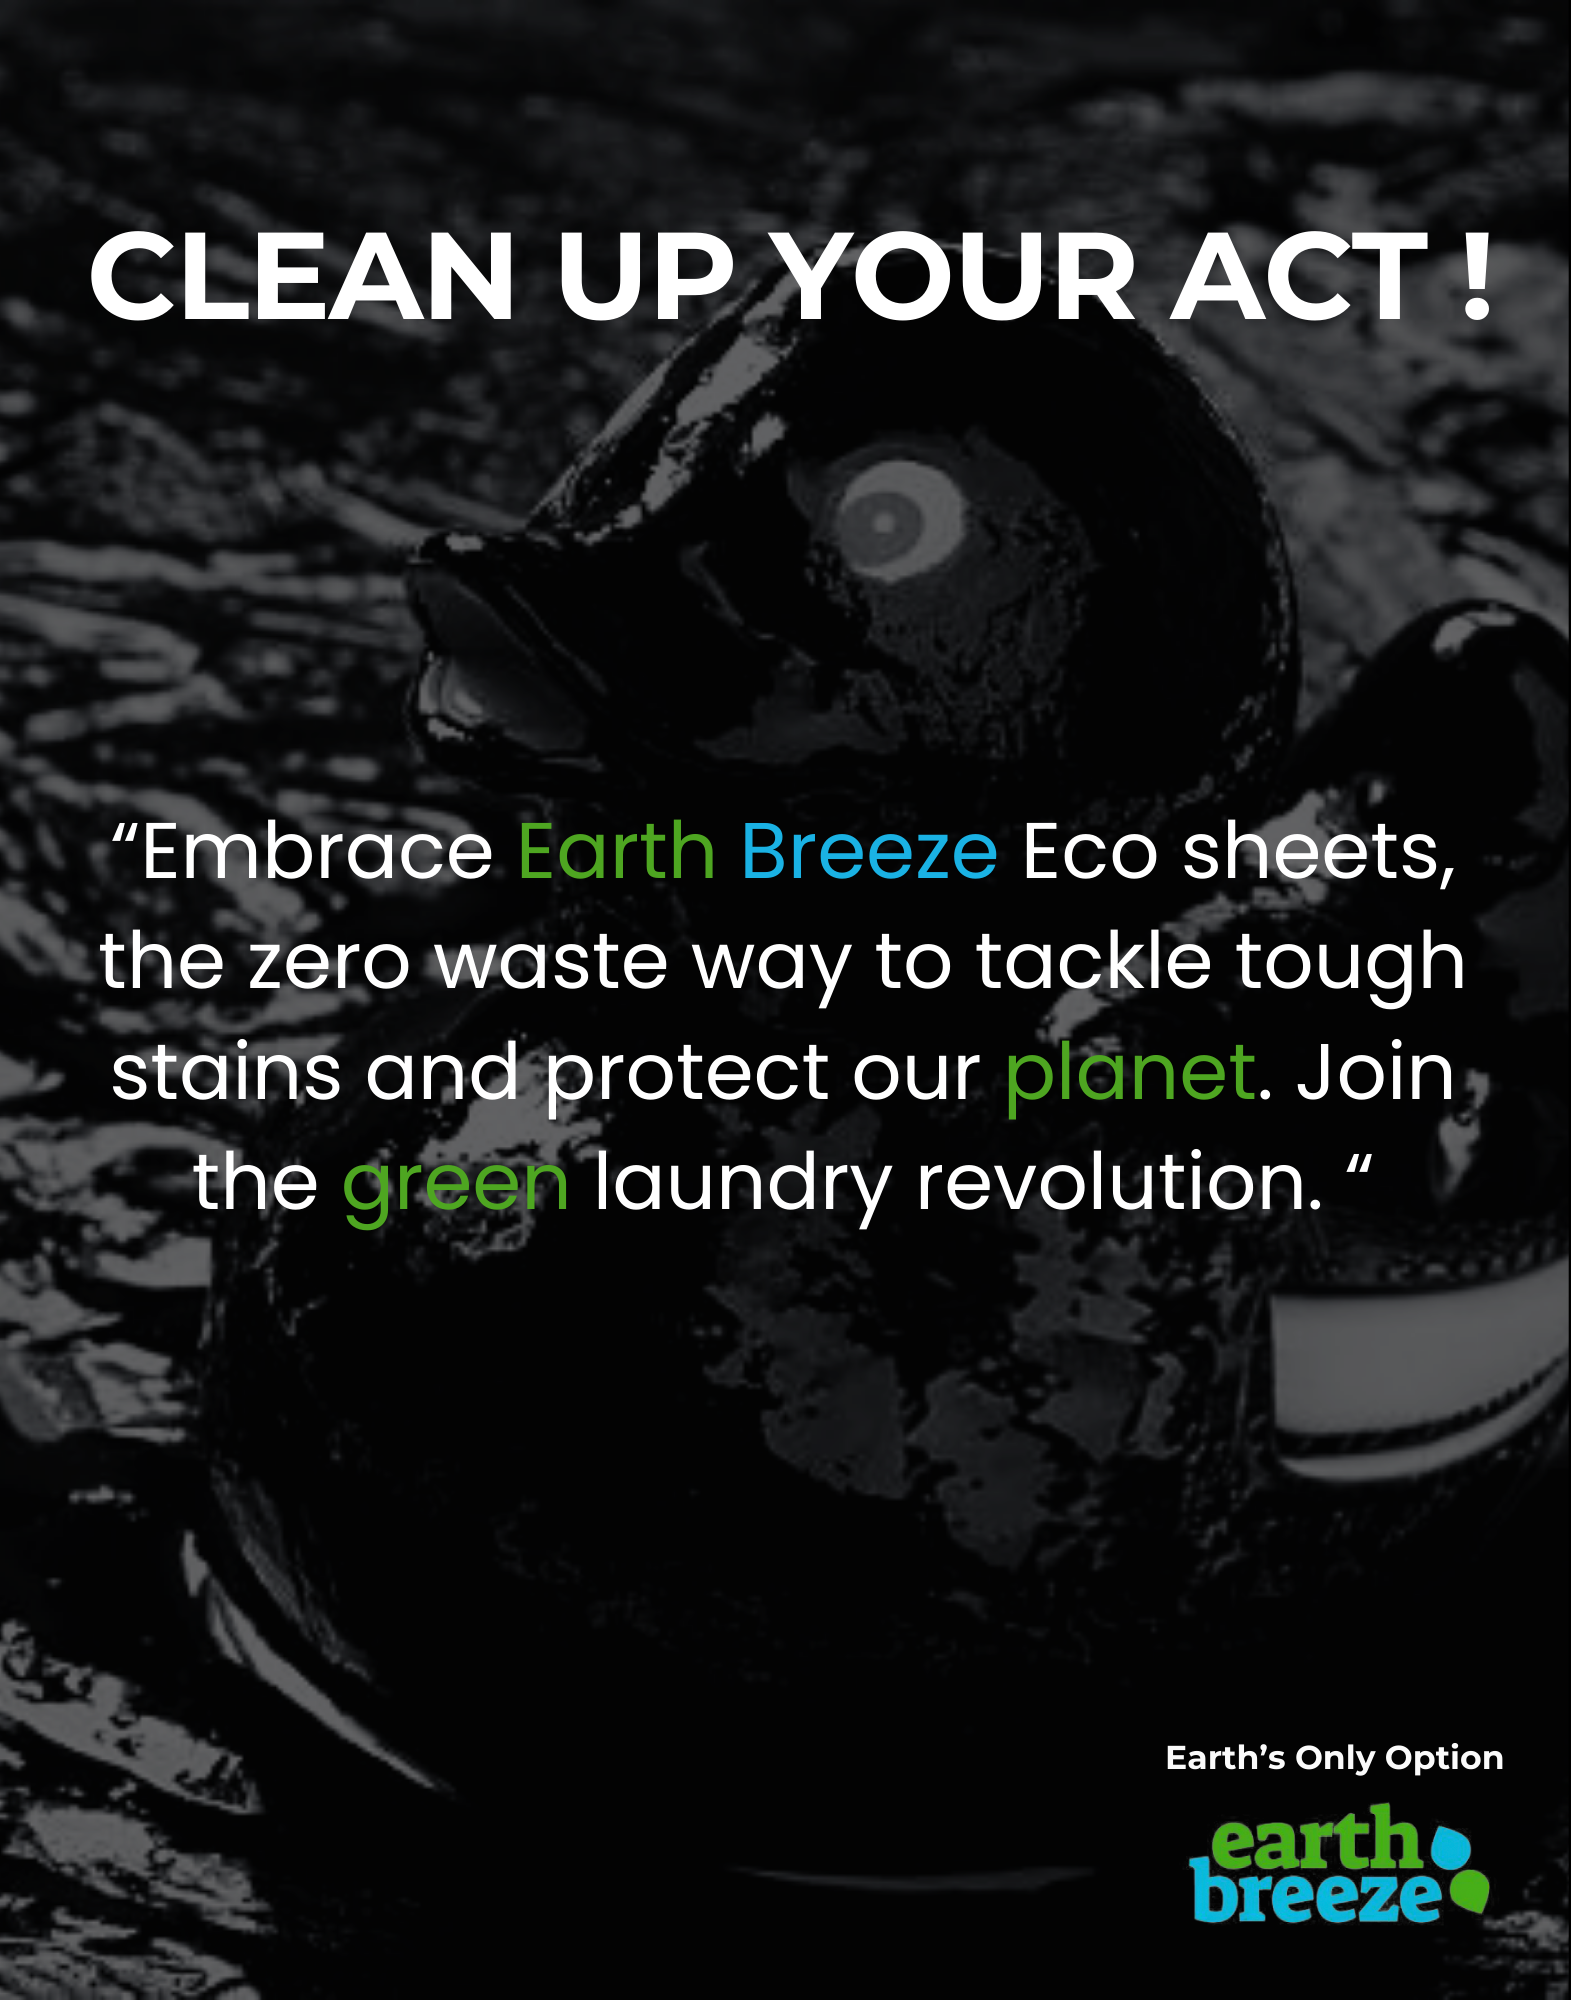 CLEAN UP YOUR ACT !
“Embrace Earth Breeze Eco sheets,
the zero waste way to tackle tough
stains and protect our planet. Join
the green laundry revolution. “
Earth’s Only Option
earth
breeze